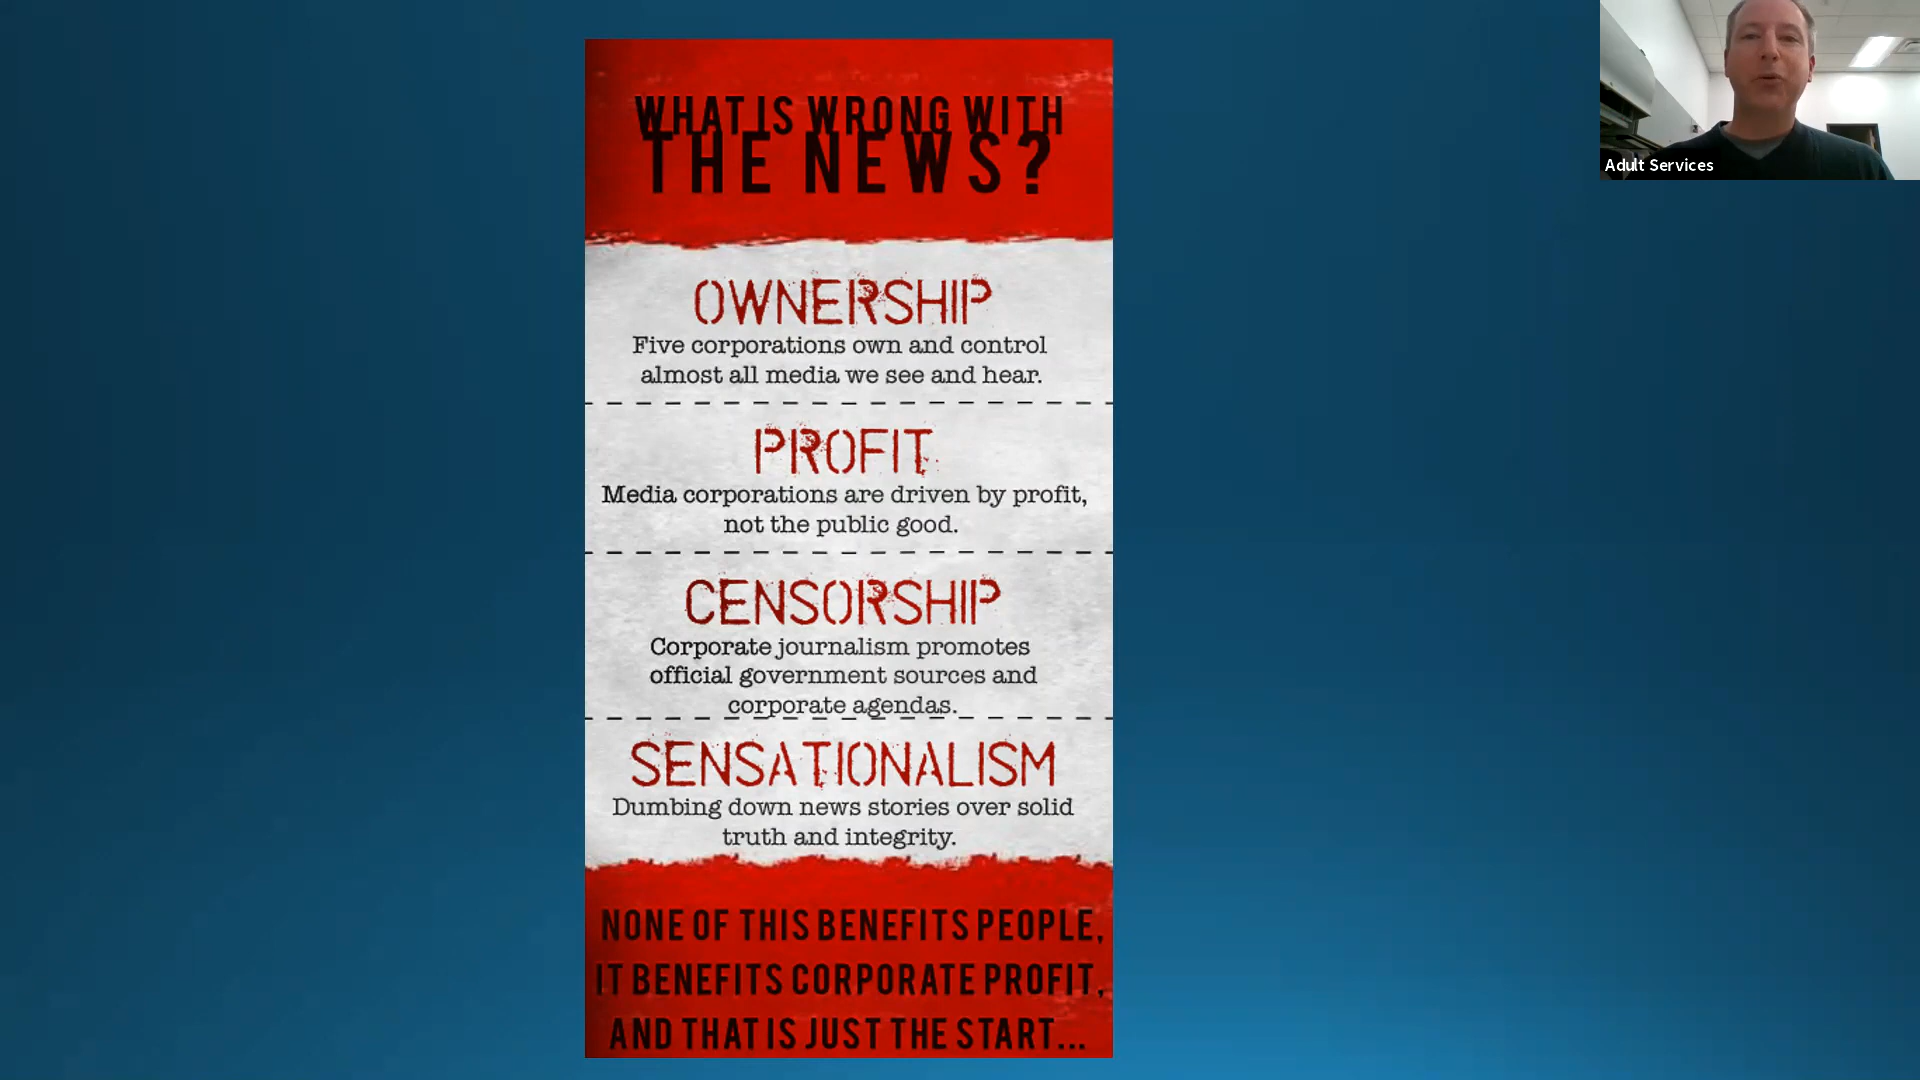 WHAT IS WRONG WITH
THE NEWS?
OWNERSHIP
Five corporations own and control
almost all media we see and hear.
PROFIT
Media corporations are driven by profit,
not the public good.
CENSORSHIP
Corporate journalism promotes
official government sources and
corporate agendas.
SENSATIONALISM
Dumbing down news stories over solid
truth and integrity.
NONE OF THIS BENEFITS PEOPLE,
IT BENEFITS CORPORATE PROFIT,
AND THAT IS JUST THE START...
Adult Services